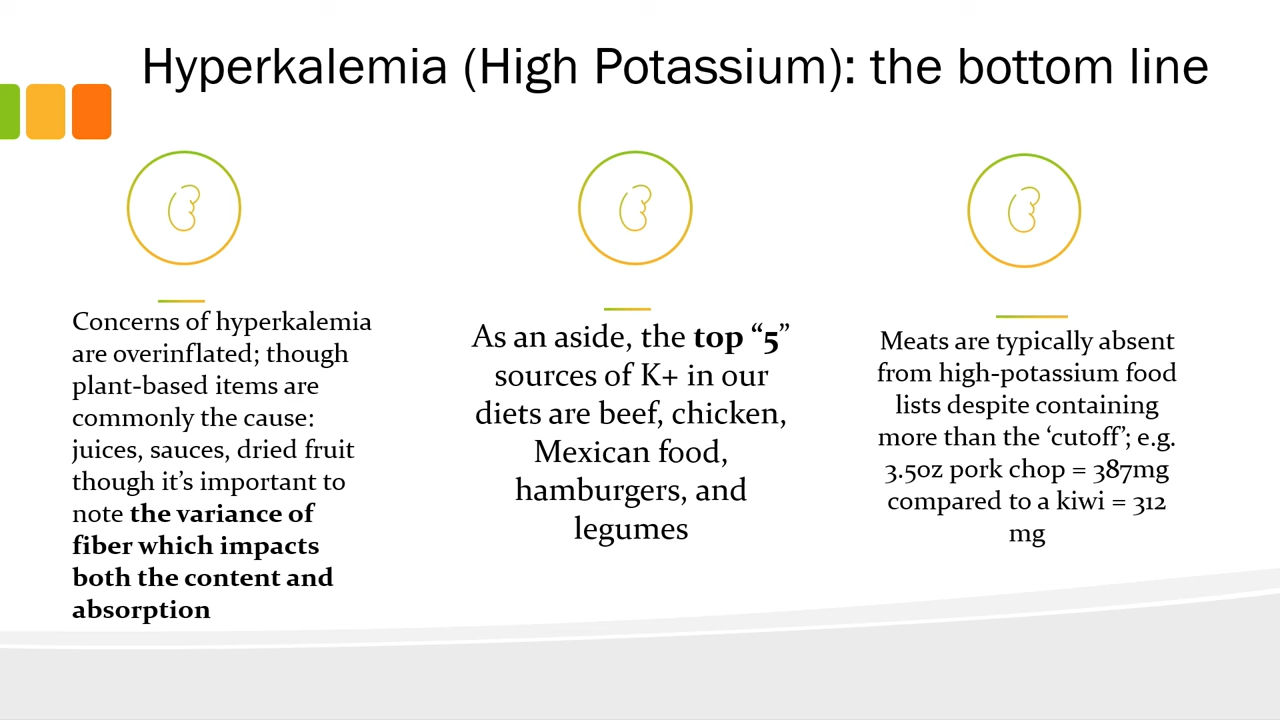 Hyperkalemia (High Potassium): the bottom line
Concerns of hyperkalemia
are overinflated; though
plant-based items are
commonly the cause:
juices, sauces, dried fruit
though it’s important to
note the variance of
fiber which impacts
both the content and
absorption
As an aside, the top “5”
sources of K+ in our
diets are beef, chicken,
Mexican food,
hamburgers, and
legumes
Meats are typically absent
from high-potassium food
lists despite containing
more than the ‘cutoff’; e.g.
3.5oz pork chop = 387mg
compared to a kiwi = 312
mg